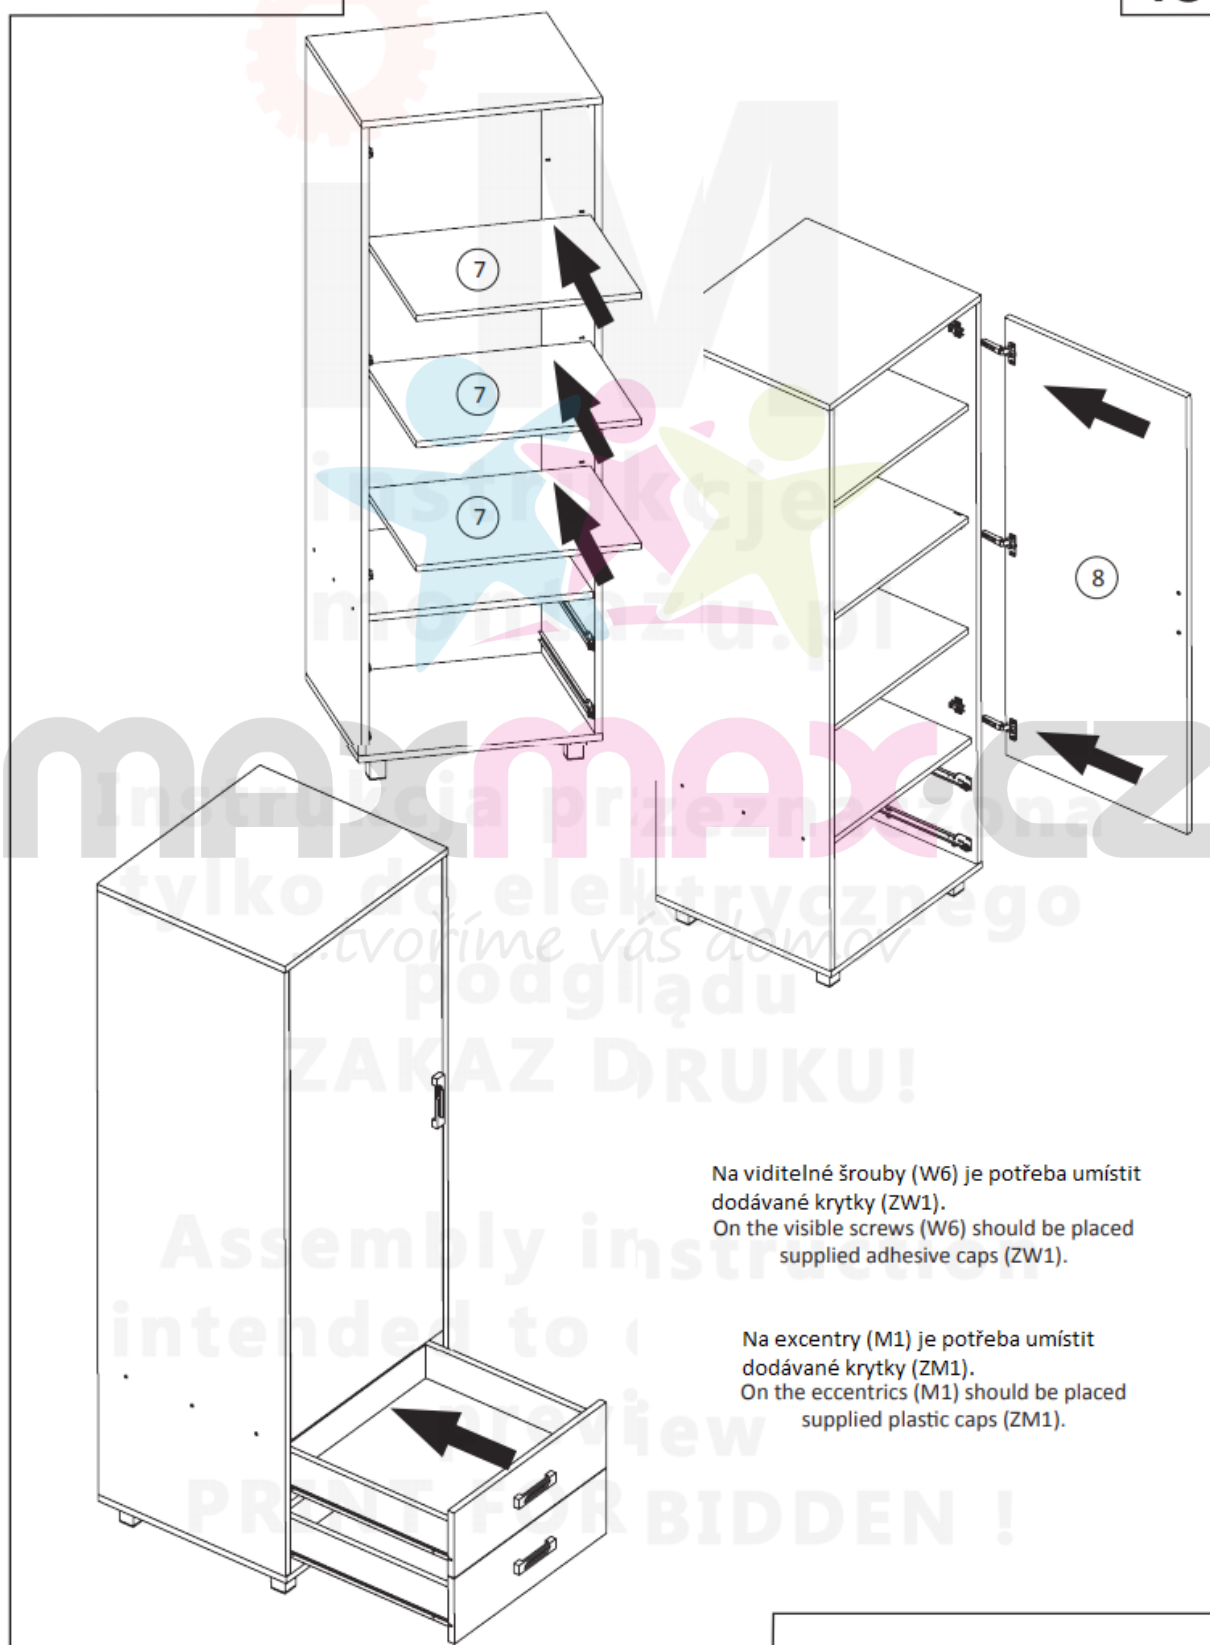 7
7
7
8
instrukcje
montażu.pl
maxmax.cz
Instrukcja przeznaczona
tylko do elektrycznego
...tvoříme váš domov
podglądu
ZAKAZ DRUKU!
Na viditelné šrouby (W6) je potřeba umístit
dodávané krytky (ZW1).
On the visible screws (W6) should be placed
supplied adhesive caps (ZW1).
Assembly instruction
intended to
preview
PRINT FORBIDDEN !
Na excentry (M1) je potřeba umístit
dodávané krytky (ZM1).
On the eccentrics (M1) should be placed
supplied plastic caps (ZM1).